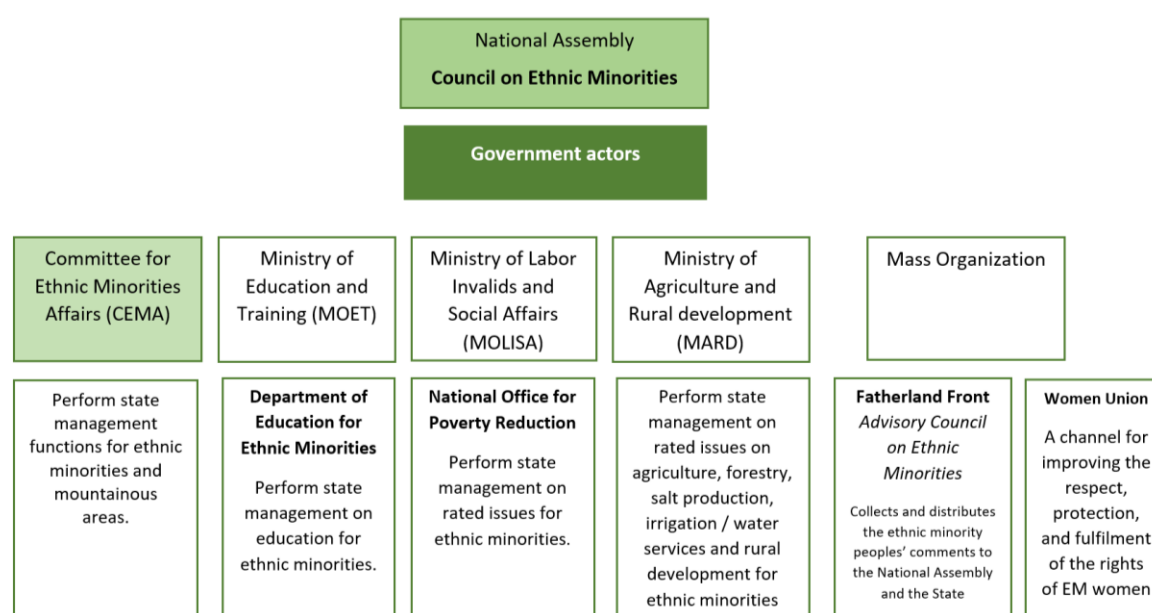 National Assembly
Council on Ethnic Minorities
Government actors
Committee for
Ethnic Minorities
Affairs (CEMA)
Ministry of
Education and
Training (MOET)
Ministry of Labor
Invalids and
Social Affairs
(MOLISA)
Ministry of
Agriculture and
Rural development
(MARD)
Mass Organization
Perform state
management
functions for ethnic
minorities and
mountainous
areas.
Department of
Education for
Ethnic Minorities
Perform state
management on
education for
ethnic minorities.
National Office for
Poverty Reduction
Perform state
management on
rated issues for
ethnic minorities.
Perform state
management on
rated issues on
agriculture, forestry,
salt production,
irrigation / water
services and rural
development for
ethnic minorities
Fatherland Front
Advisory Council
on Ethnic
Minorities
Collects and distributes
the ethnic minority
peoples’ comments to
the National Assembly
and the State
Women Union
A channel for
improving the
respect,
protection,
and fulfilment
of the rights
of EM women